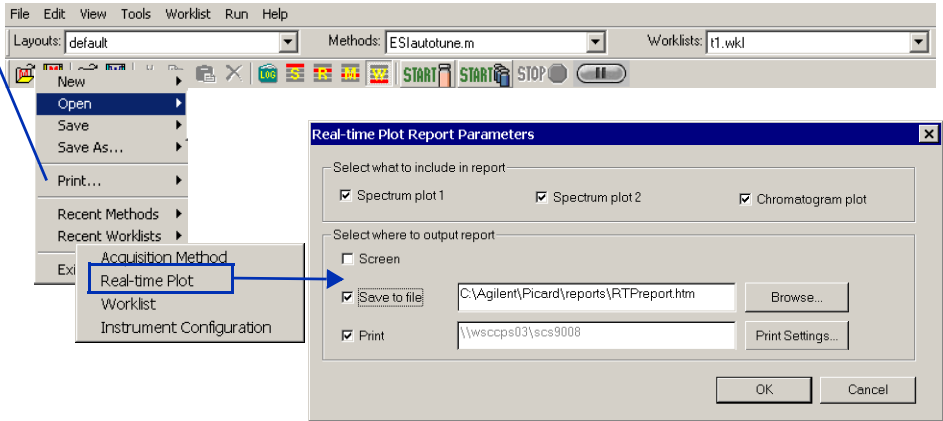 File Edit View Tools Worklist Run Help
Layouts: default Methods: ESIautotune.m Worklists: t1.wkl
START START STOP
New
Open
Save
Save As...
Print...
Recent Methods
Recent Worklists
Exi
Acquisition Method
Real-time Plot
Worklist
Instrument Configuration
Real-time Plot Report Parameters
Select what to include in report
Spectrum plot 1 Spectrum plot 2 Chromatogram plot
Select where to output report
Screen
Save to file C:\Agilent\Picard\reports\RTPreport.htm Browse...
Print \\wsccps03\scs9008 Print Settings...
OK Cancel